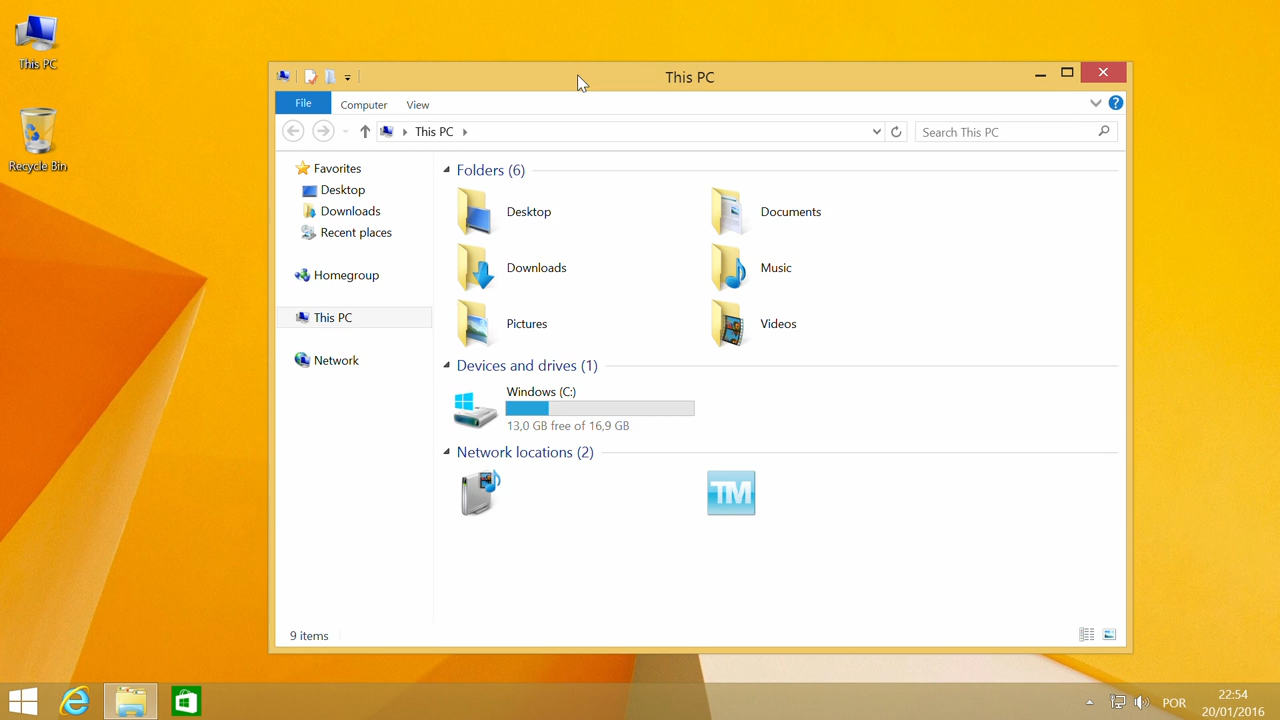 This PC
Recycle Bin
This PC
File
Computer
View
This PC
Search This PC
Favorites
Desktop
Downloads
Recent places
Homegroup
This PC
Network
Folders (6)
Desktop
Documents
Downloads
Music
Pictures
Videos
Devices and drives (1)
Windows (C:)
13,0 GB free of 16,9 GB
Network locations (2)
TM
9 items
POR
22:54
20/01/2016